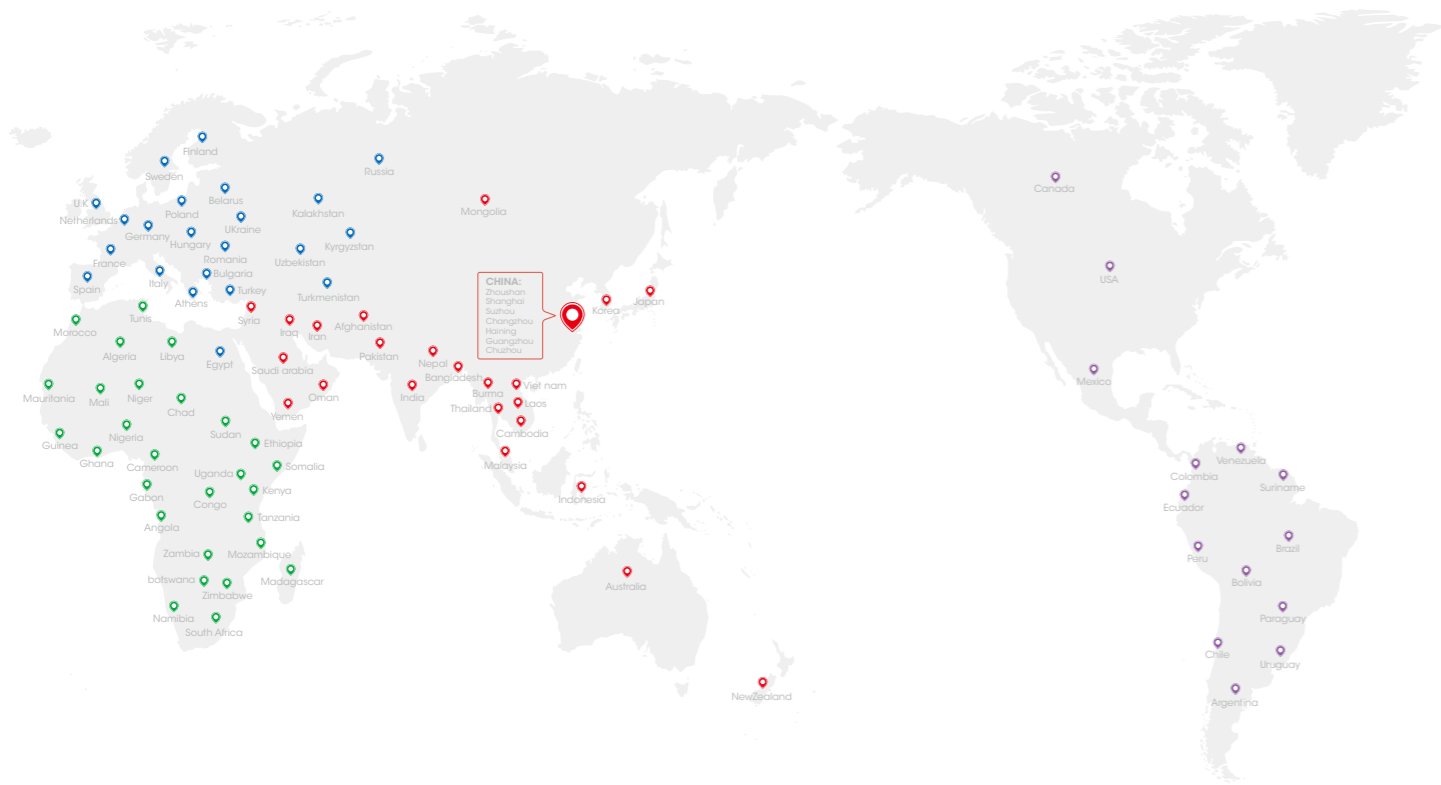 Finland
Sweden
Russia
U.K
Belarus
Canada
Netherlands
Poland
Kalakhstan
Mongolia
Germany
Hungary
UKraine
Kyrgyzstan
France
Romania
Uzbekistan
Spain
Italy
Bulgaria
USA
Athens
Turkey
Turkmenistan
CHINA:
Zhoushan
Shanghai
Suzhou
Changzhou
Haining
Guangzhou
Chuzhou
Korea
Japan
Morocco
Tunis
Syria
Iraq
Iran
Afghanistan
Algeria
Libya
Egypt
Saudi arabia
Pakistan
Nepal
Bangladesh
Mexico
Mauritania
Mali
Niger
Chad
Yemen
Oman
India
Burma
Viet nam
Thailand
Laos
Cambodia
Guinea
Nigeria
Sudan
Ethiopia
Ghana
Cameroon
Somalia
Malaysia
Venezuela
Gabon
Uganda
Kenya
Congo
Indonesia
Colombia
Suriname
Ecuador
Angola
Tanzania
Zambia
Mozambique
Brazil
Peru
botswana
Zimbabwe
Madagascar
Australia
Bolivia
Namibia
South Africa
Paraguay
Chile
Uruguay
NewZealand
Argentina